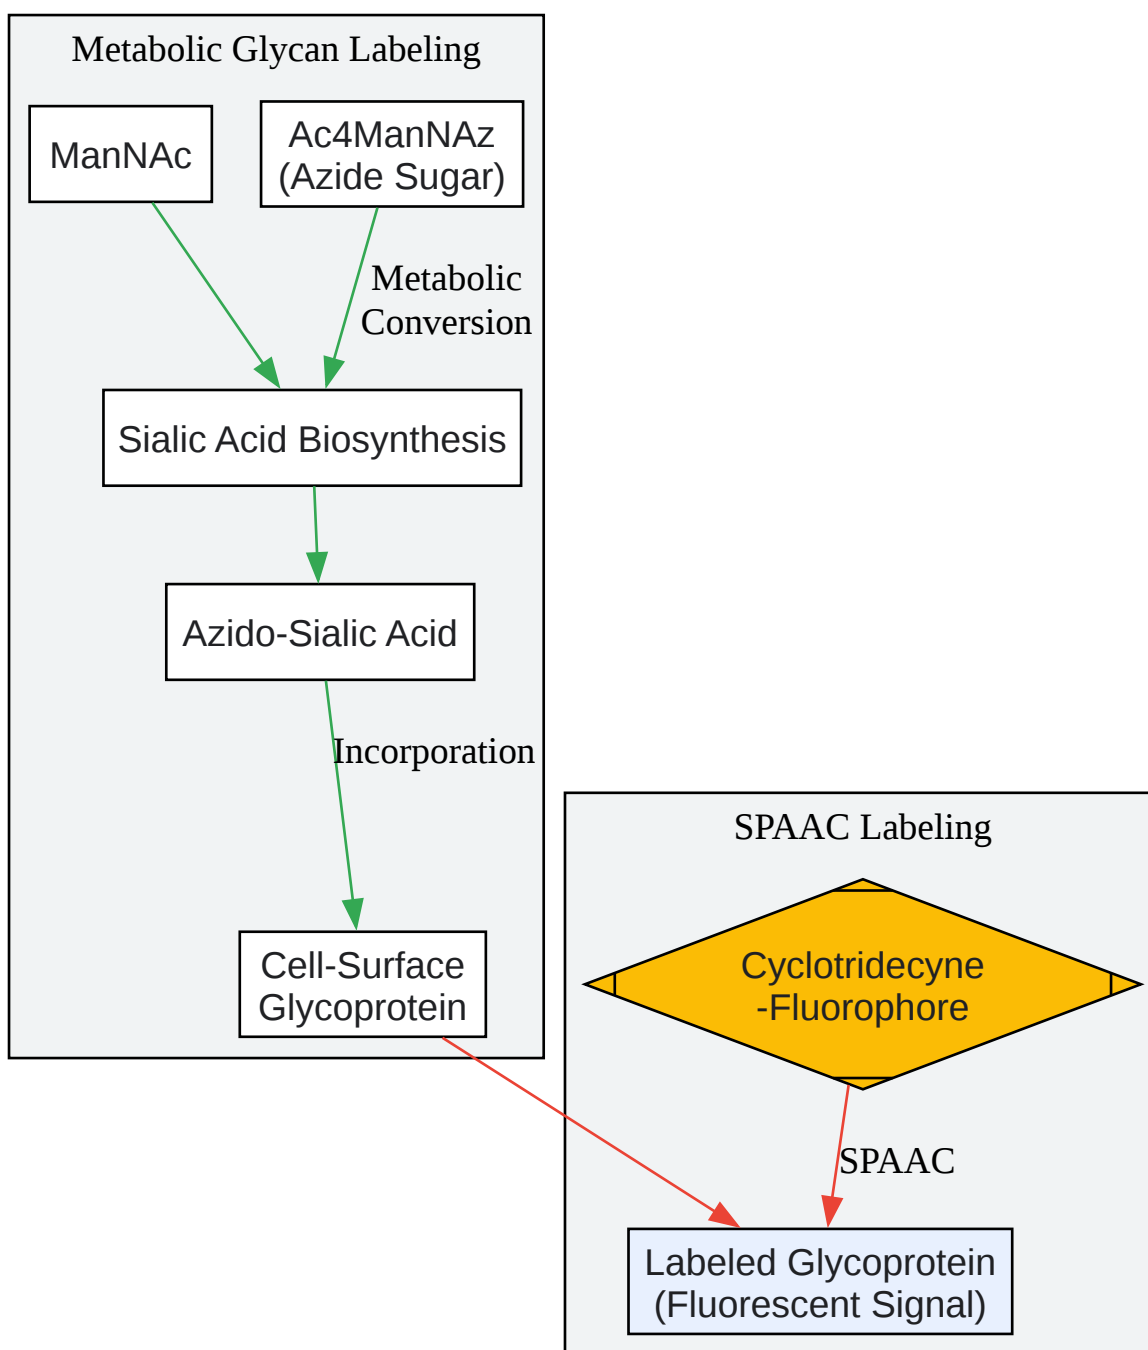 Metabolic Glycan Labeling
ManNAc
Ac4ManNAz
(Azide Sugar)
Metabolic
Conversion
Sialic Acid Biosynthesis
Azido-Sialic Acid
Incorporation
Cell-Surface
Glycoprotein
SPAAC Labeling
Cyclotridecyne
-Fluorophore
SPAAC
Labeled Glycoprotein
(Fluorescent Signal)